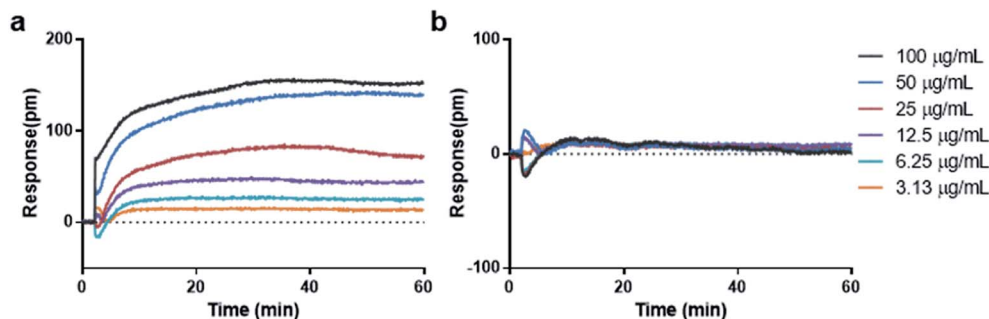 a
Response(pm)
200
100
0
0 20 40 60
Time (min)
b
Response(pm)
100
0
-100
0 20 40 60
Time (min)
100 µg/mL
50 µg/mL
25 µg/mL
12.5 µg/mL
6.25 µg/mL
3.13 µg/mL